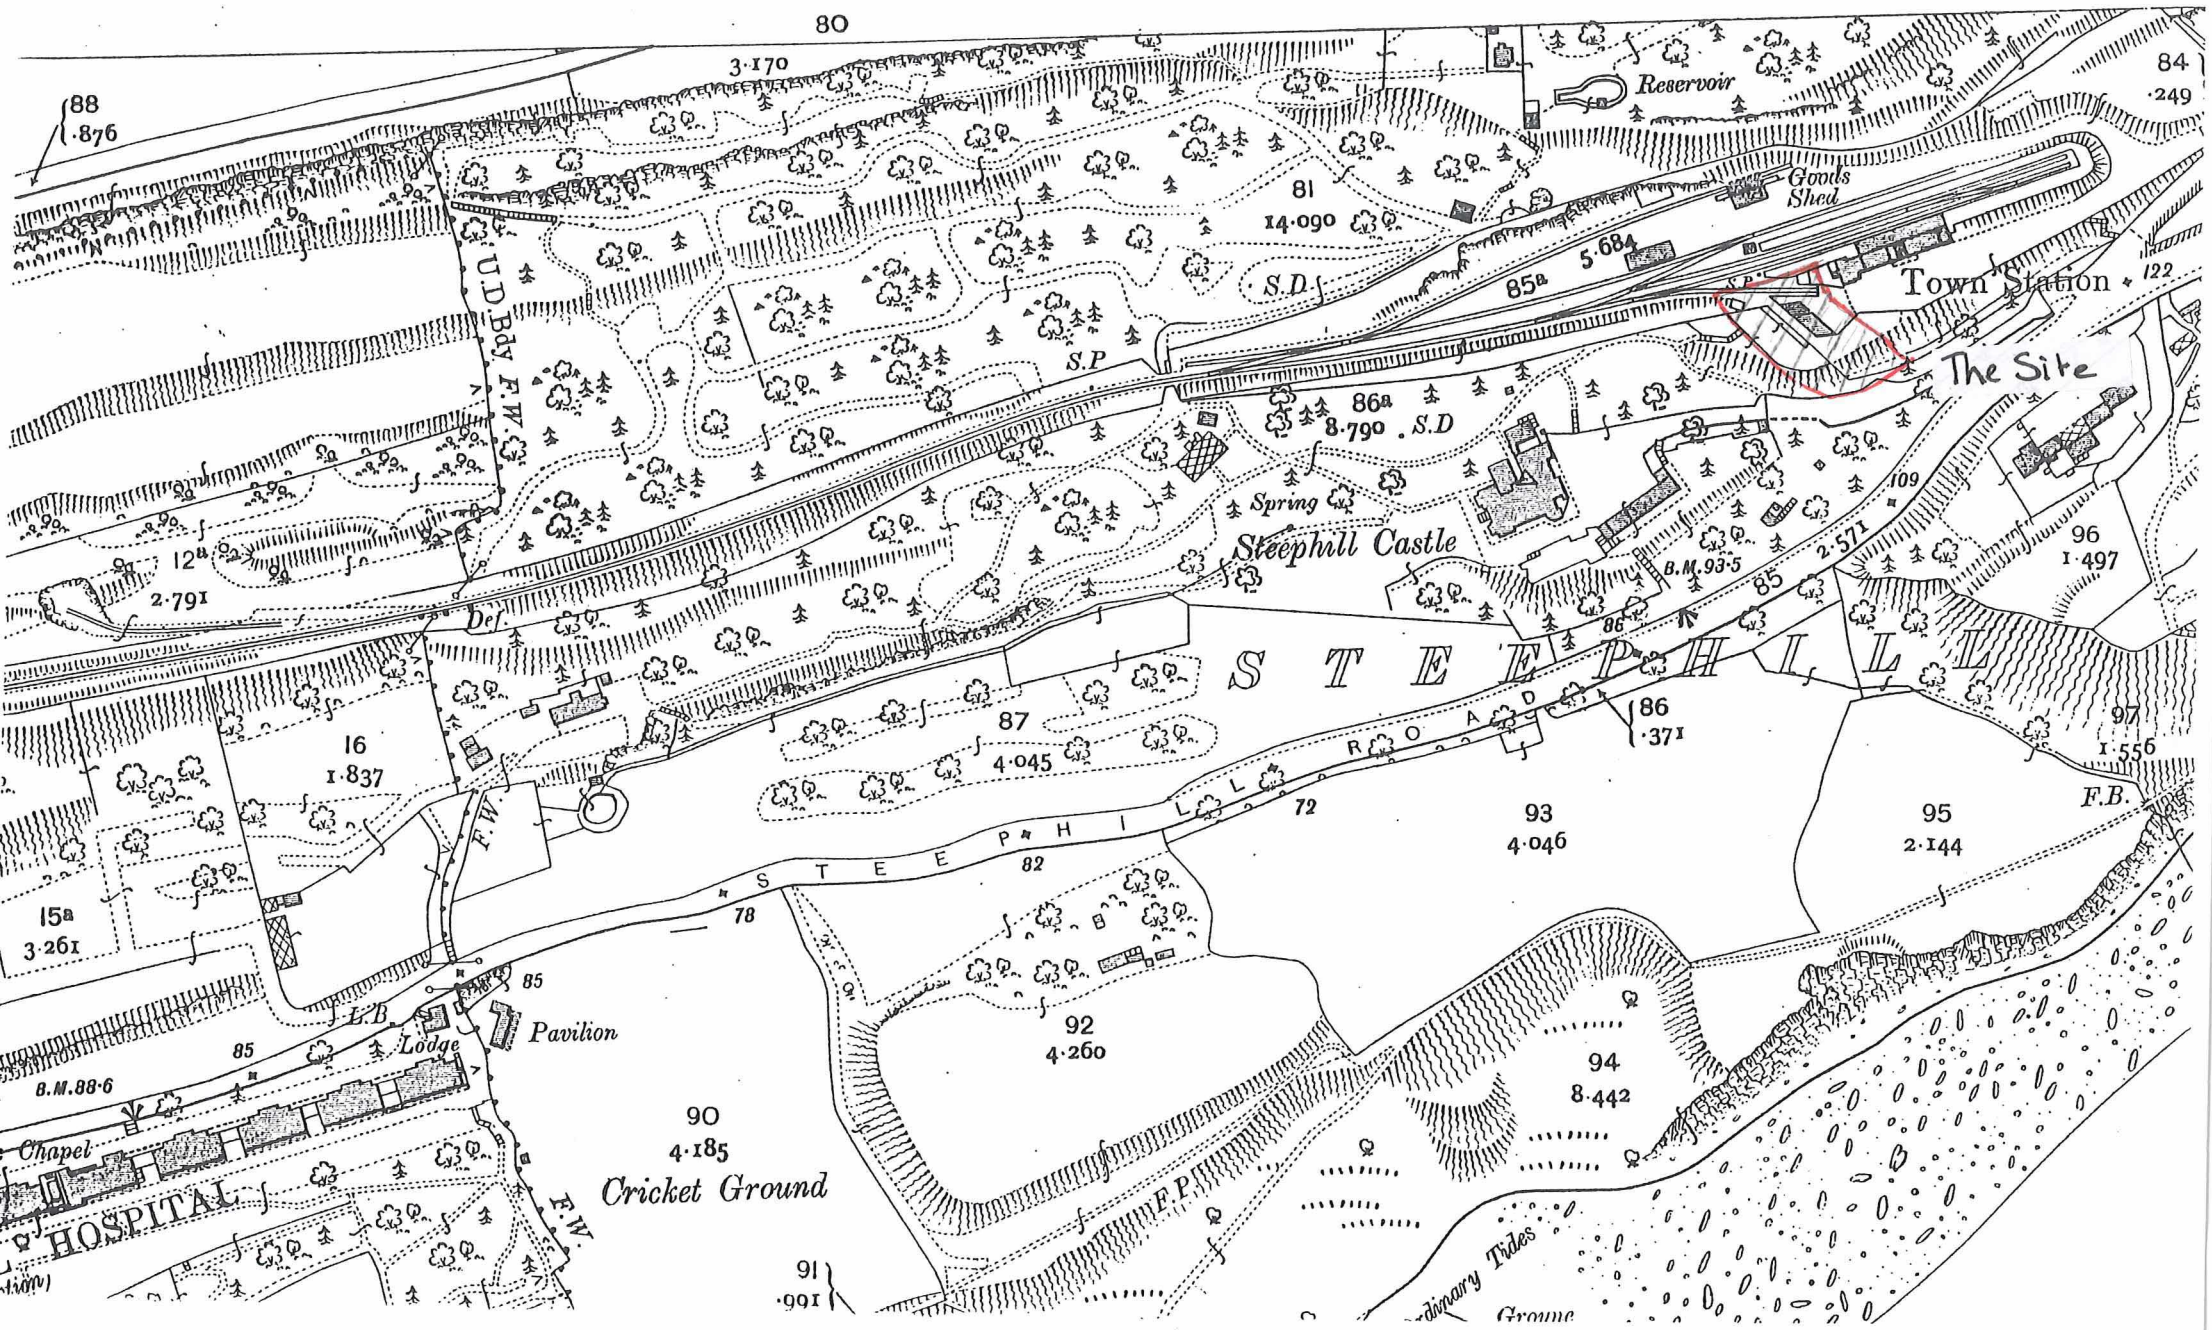 80
3·170
88
·876
Reservoir
84
·249
Goods
Shed
81
14·090
U.D Bdy F.W
S.D
85a
5·684
Town Station
122
S.P
The Site
86a
8·790
S.D
Spring
Steephill Castle
109
2·571
85
B.M.93·5
96
1·497
12a
2·791
Def.
86
STEEPHILL
16
1·837
87
4·045
86
·371
97
1·556
F.B.
F.W.
STEEPHILL ROAD
72
82
78
93
4·046
95
2·144
15a
3·261
85
L.B.
Lodge
Pavilion
92
4·260
85
B.M.88·6
94
8·442
Chapel
90
4·185
Cricket Ground
HOSPITAL
F.W.
F.P.
91
·991
Tides